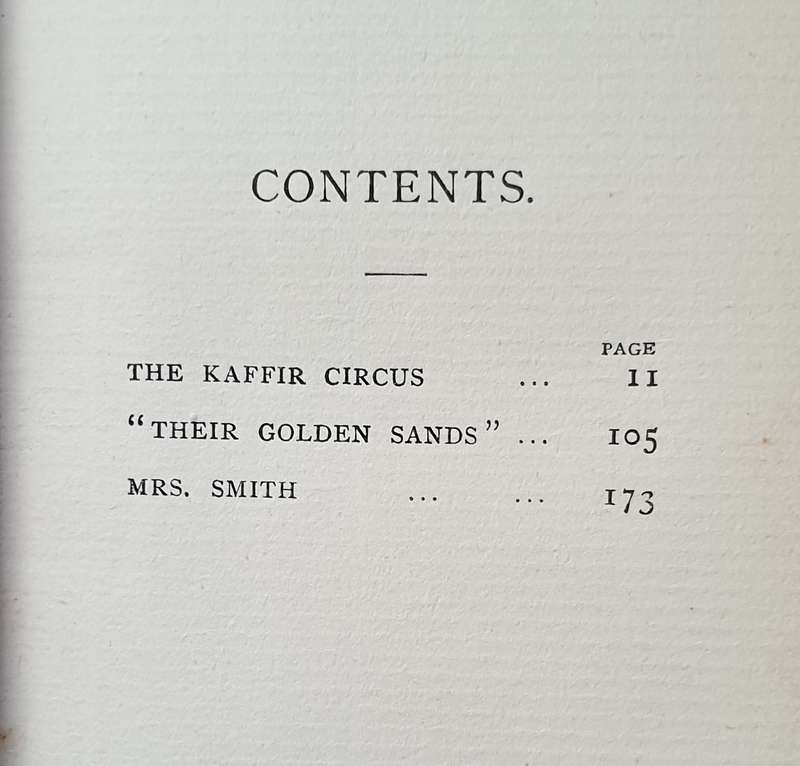 CONTENTS.
PAGE
THE KAFFIR CIRCUS ... 11
“THEIR GOLDEN SANDS” ... 105
MRS. SMITH ... ... 173